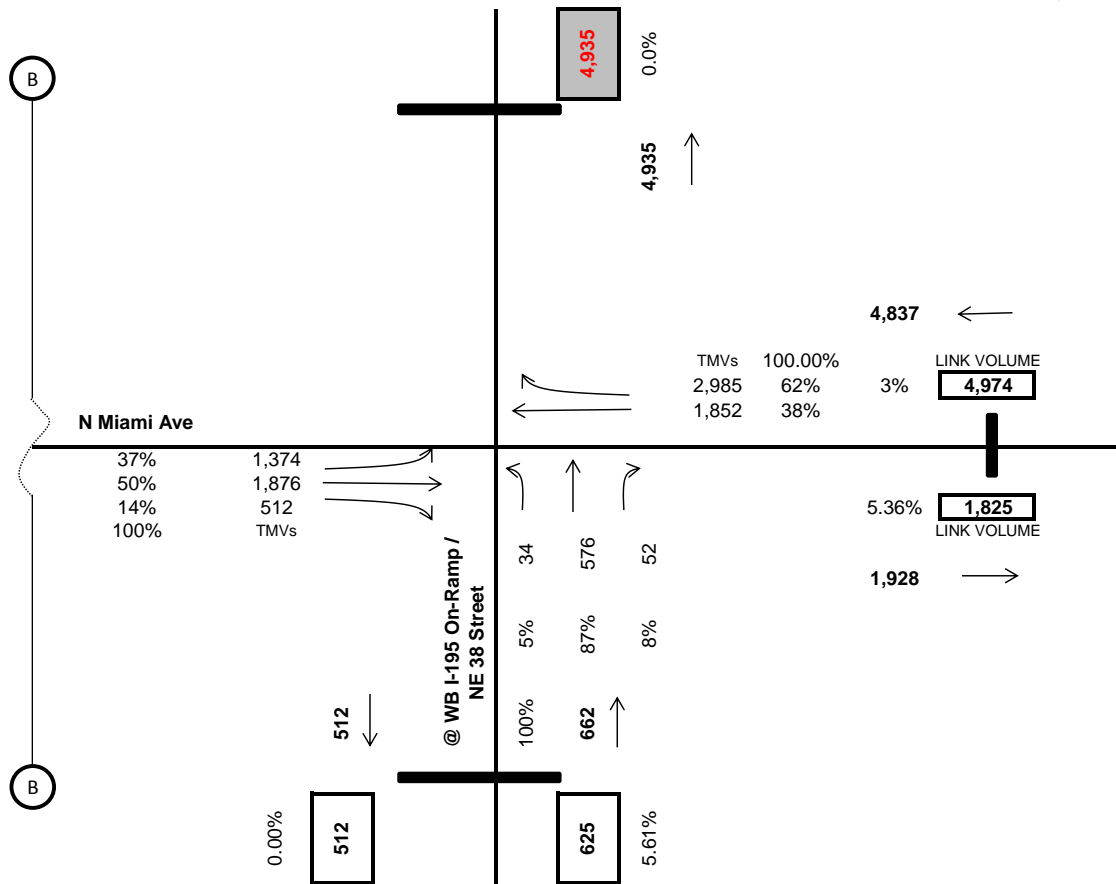 4,935
0.0%
B
4,935
4,837
TMVs 100.00% LINK VOLUME
2,985 62% 3% 4,974
1,852 38%
N Miami Ave
37% 1,374
50% 1,876
14% 512
100% TMVs
5.36% 1,825
LINK VOLUME
1,928
34 576 52
5% 87% 8%
100% 662
@ WB I-195 On-Ramp /
NE 38 Street
512
B
0.00%
512
625
5.61%